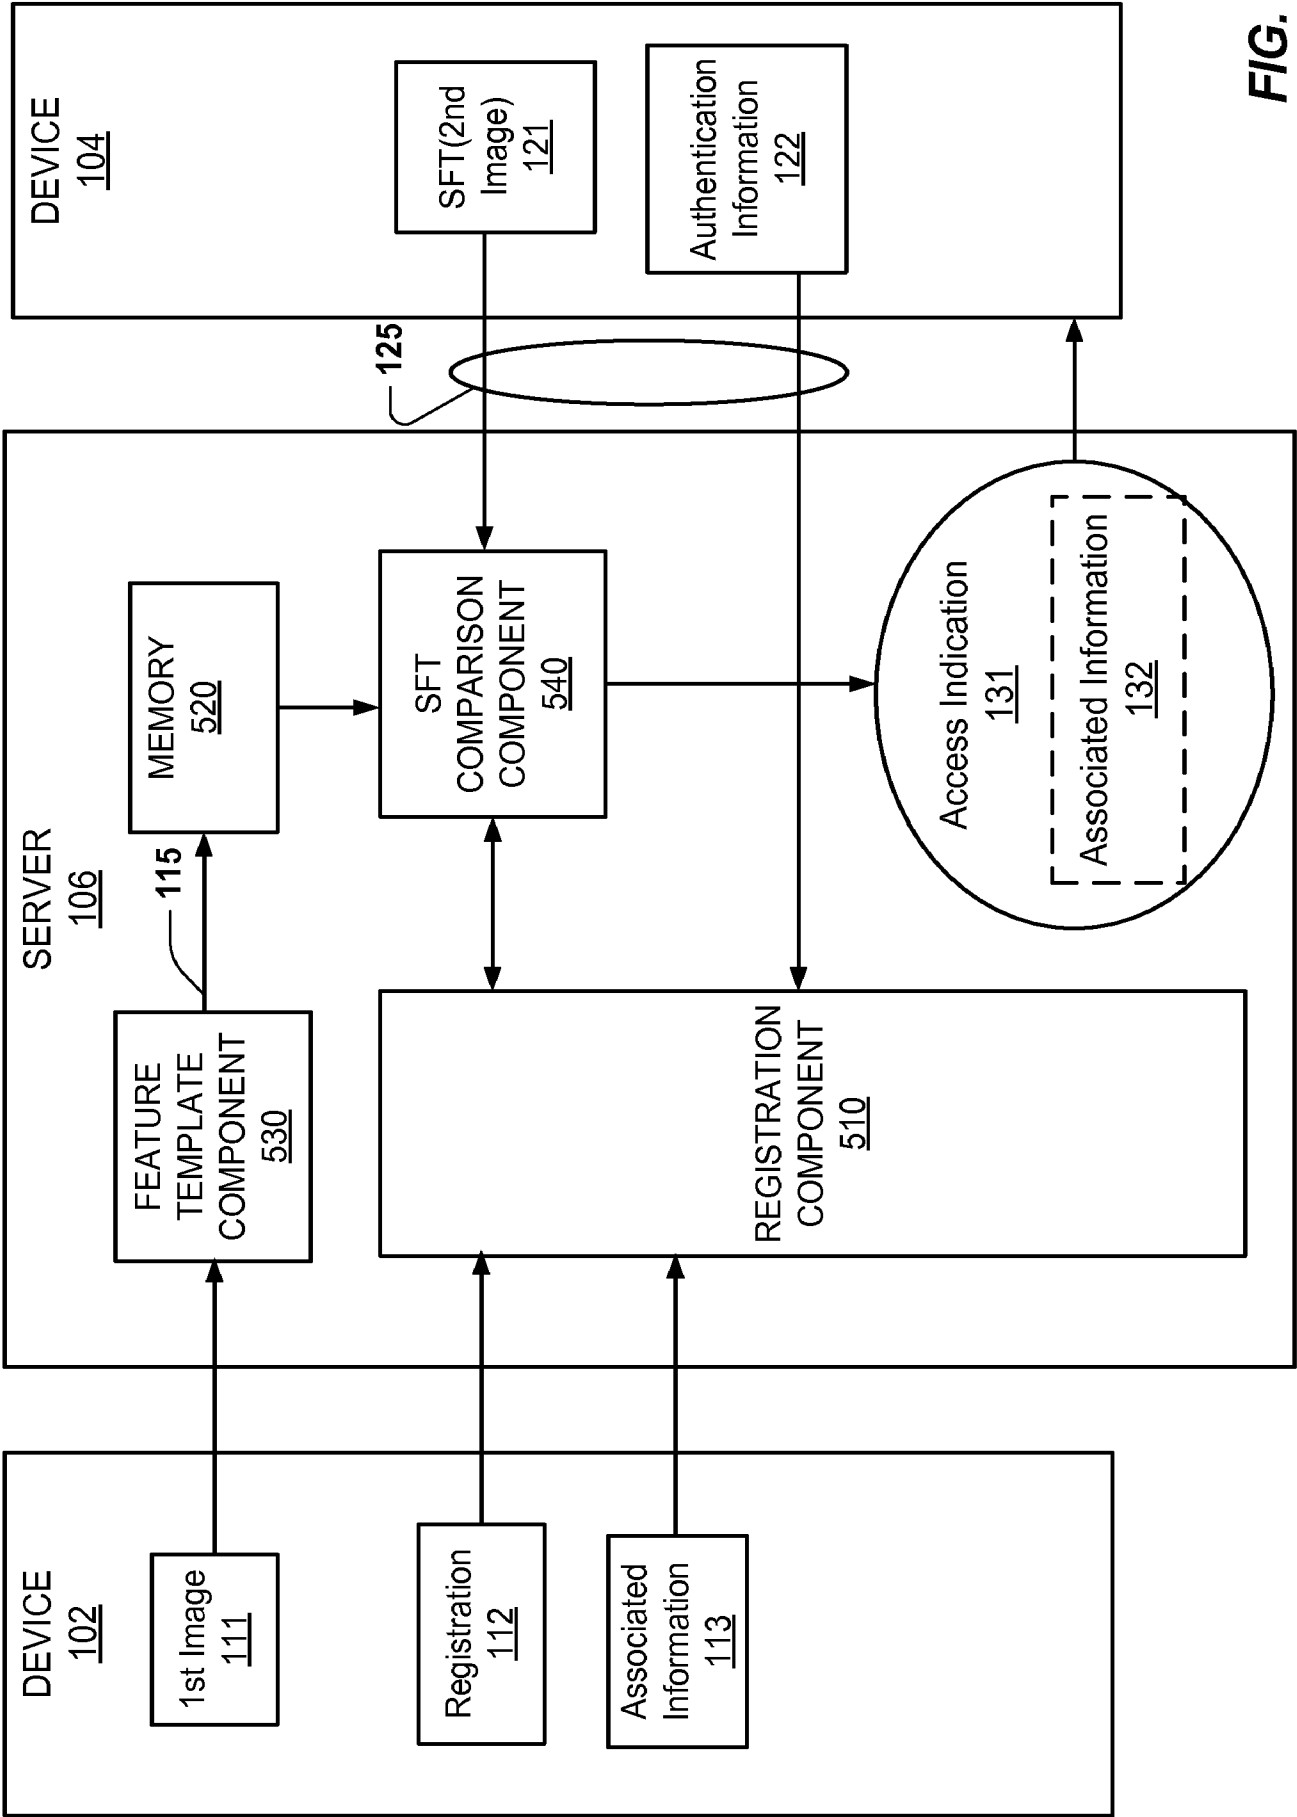 DEVICE
102
1st Image
111
Registration
112
Associated
Information
113
SERVER
106
FEATURE
TEMPLATE
COMPONENT
530
115
MEMORY
520
SFT
COMPARISON
COMPONENT
540
REGISTRATION
COMPONENT
510
Access Indication
131
Associated Information
132
125
DEVICE
104
SFT(2nd
Image)
121
Authentication
Information
122
FIG.